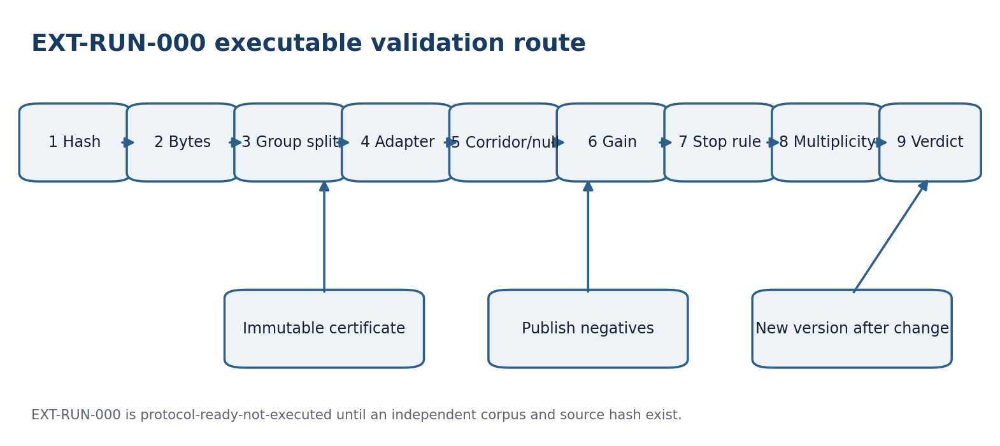 EXT-RUN-000 executable validation route
1 Hash
2 Bytes
3 Group split
4 Adapter
5 Corridor/null
6 Gain
7 Stop rule
8 Multiplicity
9 Verdict
Immutable certificate
Publish negatives
New version after change
EXT-RUN-000 is protocol-ready-not-executed until an independent corpus and source hash exist.